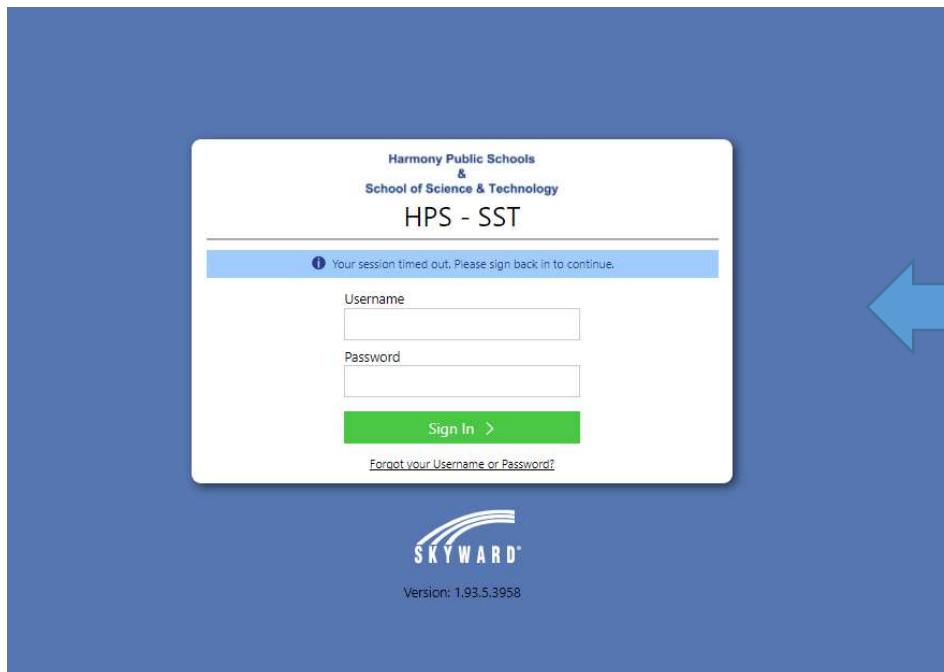 Harmony Public Schools
&
School of Science & Technology
HPS - SST
Your session timed out. Please sign back in to continue.
Username
Password
Sign In
Forgot your Username or Password?
SKYWARD®
Version: 1.93.5.3958